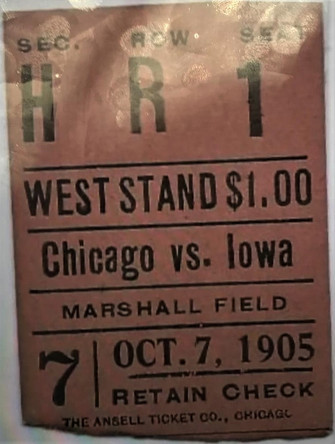 SEC. ROW SEAT
H R 1
WEST STAND $1.00
Chicago vs. Iowa
MARSHALL FIELD
7 OCT. 7, 1905
RETAIN CHECK
THE ANSELL TICKET CO., CHICAGO